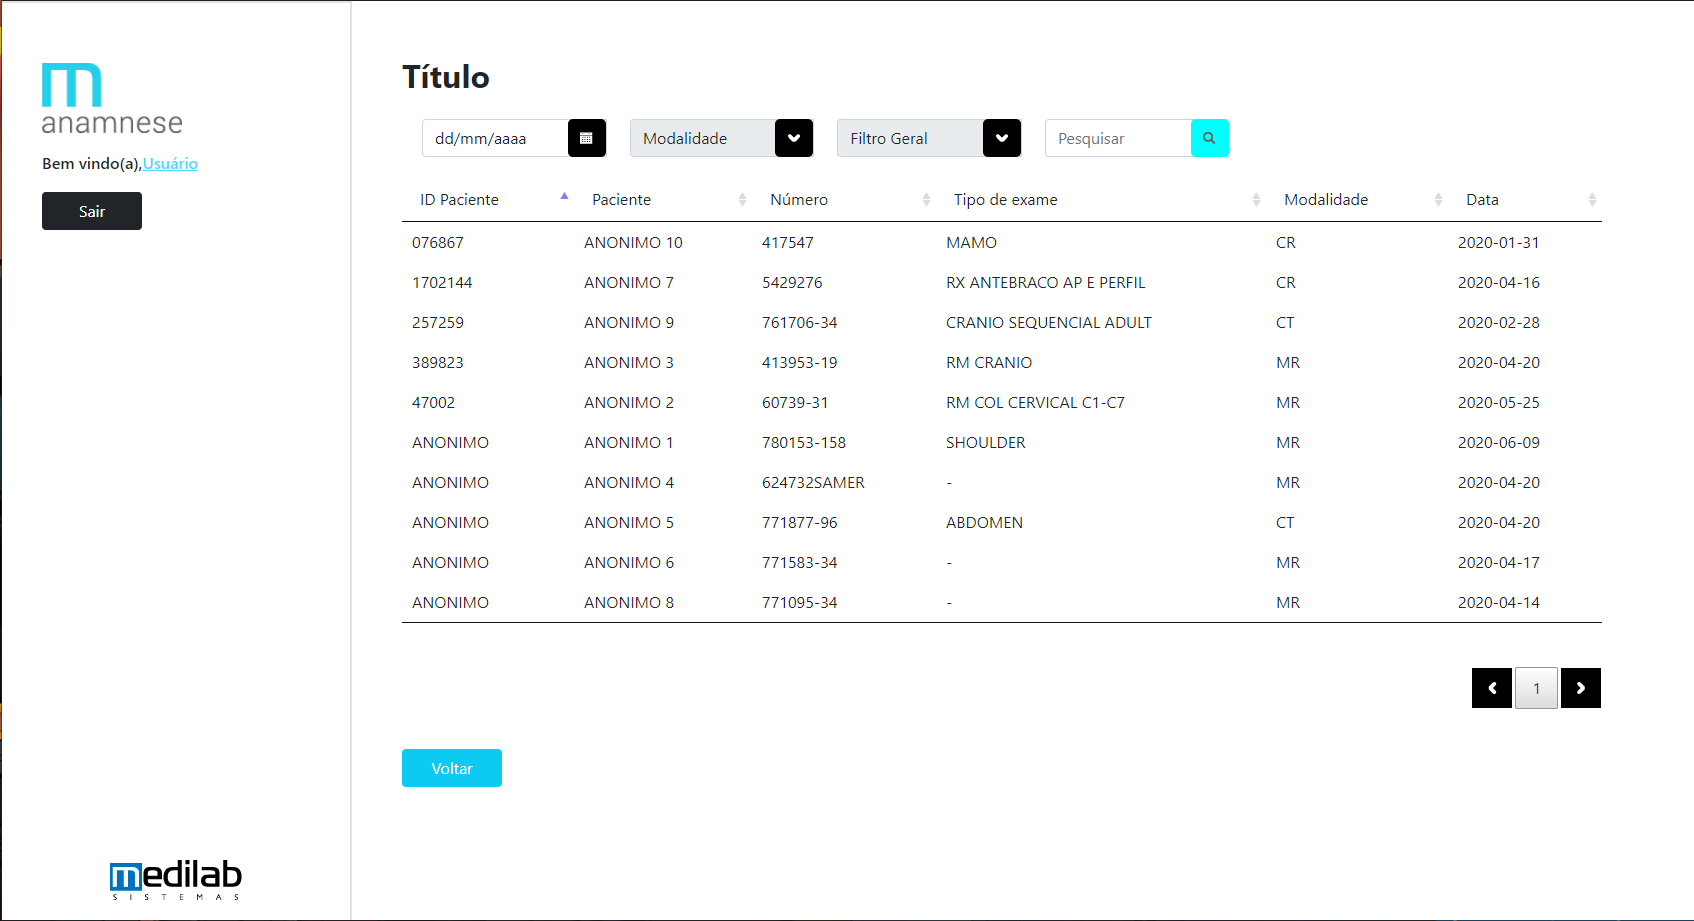 m
anamnese
Bem vindo(a),Usuário
Sair
Título
dd/mm/aaaa Modalidade Filtro Geral Pesquisar
ID Paciente Paciente Número Tipo de exame Modalidade Data
076867 ANONIMO 10 417547 MAMO CR 2020-01-31
1702144 ANONIMO 7 5429276 RX ANTEBRACO AP E PERFIL CR 2020-04-16
257259 ANONIMO 9 761706-34 CRANIO SEQUENCIAL ADULT CT 2020-02-28
389823 ANONIMO 3 413953-19 RM CRANIO MR 2020-04-20
47002 ANONIMO 2 60739-31 RM COL CERVICAL C1-C7 MR 2020-05-25
ANONIMO ANONIMO 1 780153-158 SHOULDER MR 2020-06-09
ANONIMO ANONIMO 4 624732SAMER - MR 2020-04-20
ANONIMO ANONIMO 5 771877-96 ABDOMEN CT 2020-04-20
ANONIMO ANONIMO 6 771583-34 - MR 2020-04-17
ANONIMO ANONIMO 8 771095-34 - MR 2020-04-14
1
Voltar
medilab
SISTEMAS